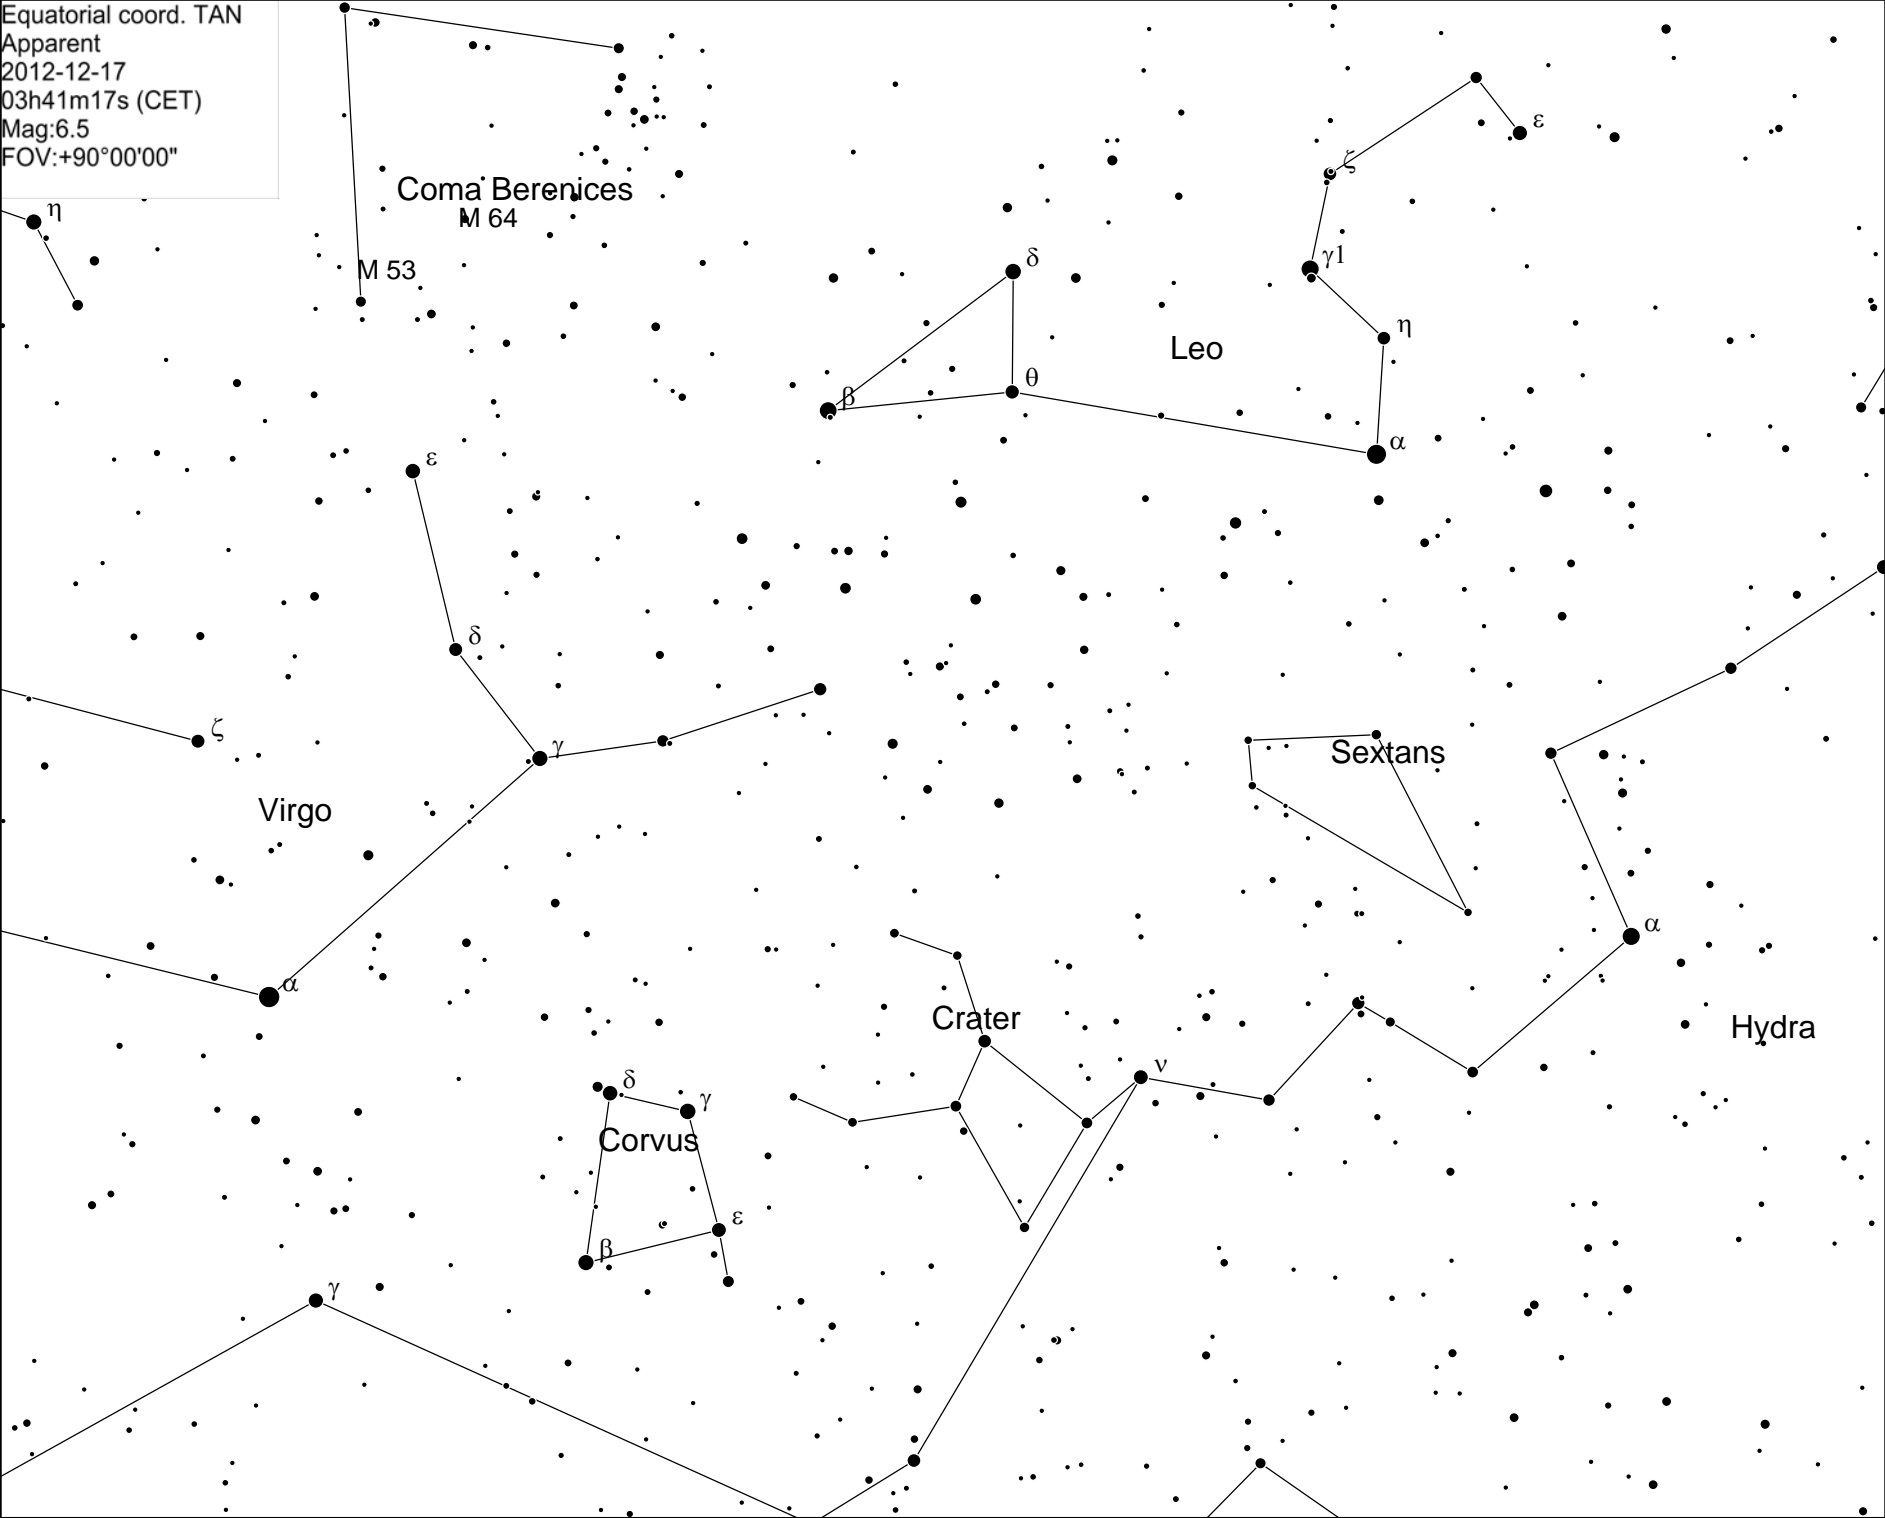 Equatorial coord. TAN
Apparent
2012-12-17
03h41m17s (CET)
Mag:6.5
FOV:+90°00'00"
ε
ζ
Coma Berenices
M 64
η
δ
γ1
M 53
η
Leo
θ
β
α
ε
δ
ζ
γ
Sextans
Virgo
α
α
Crater
Hydra
ν
δ
γ
Corvus
ε
β
γ